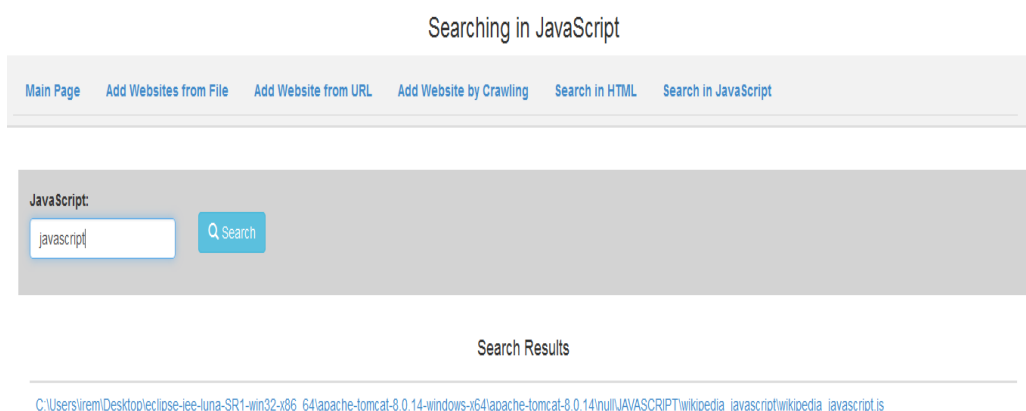 Searching in JavaScript
Main Page Add Websites from File Add Website from URL Add Website by Crawling Search in HTML Search in JavaScript
JavaScript:
javascript Search
Search Results
C:\Users\irem\Desktop\eclipse-jee-luna-SR1-win32-x86_64\apache-tomcat-8.0.14-windows-x64\apache-tomcat-8.0.14\null\JAVASCRIPT\wikipedia_javascript\wikipedia_javascript.js